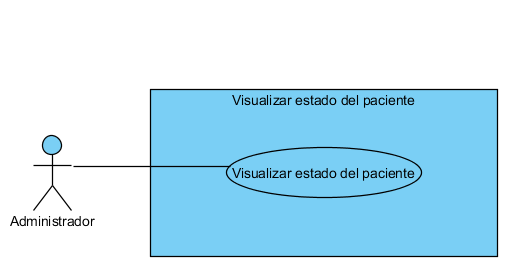 Visualizar estado del paciente
Visualizar estado del paciente
Administrador